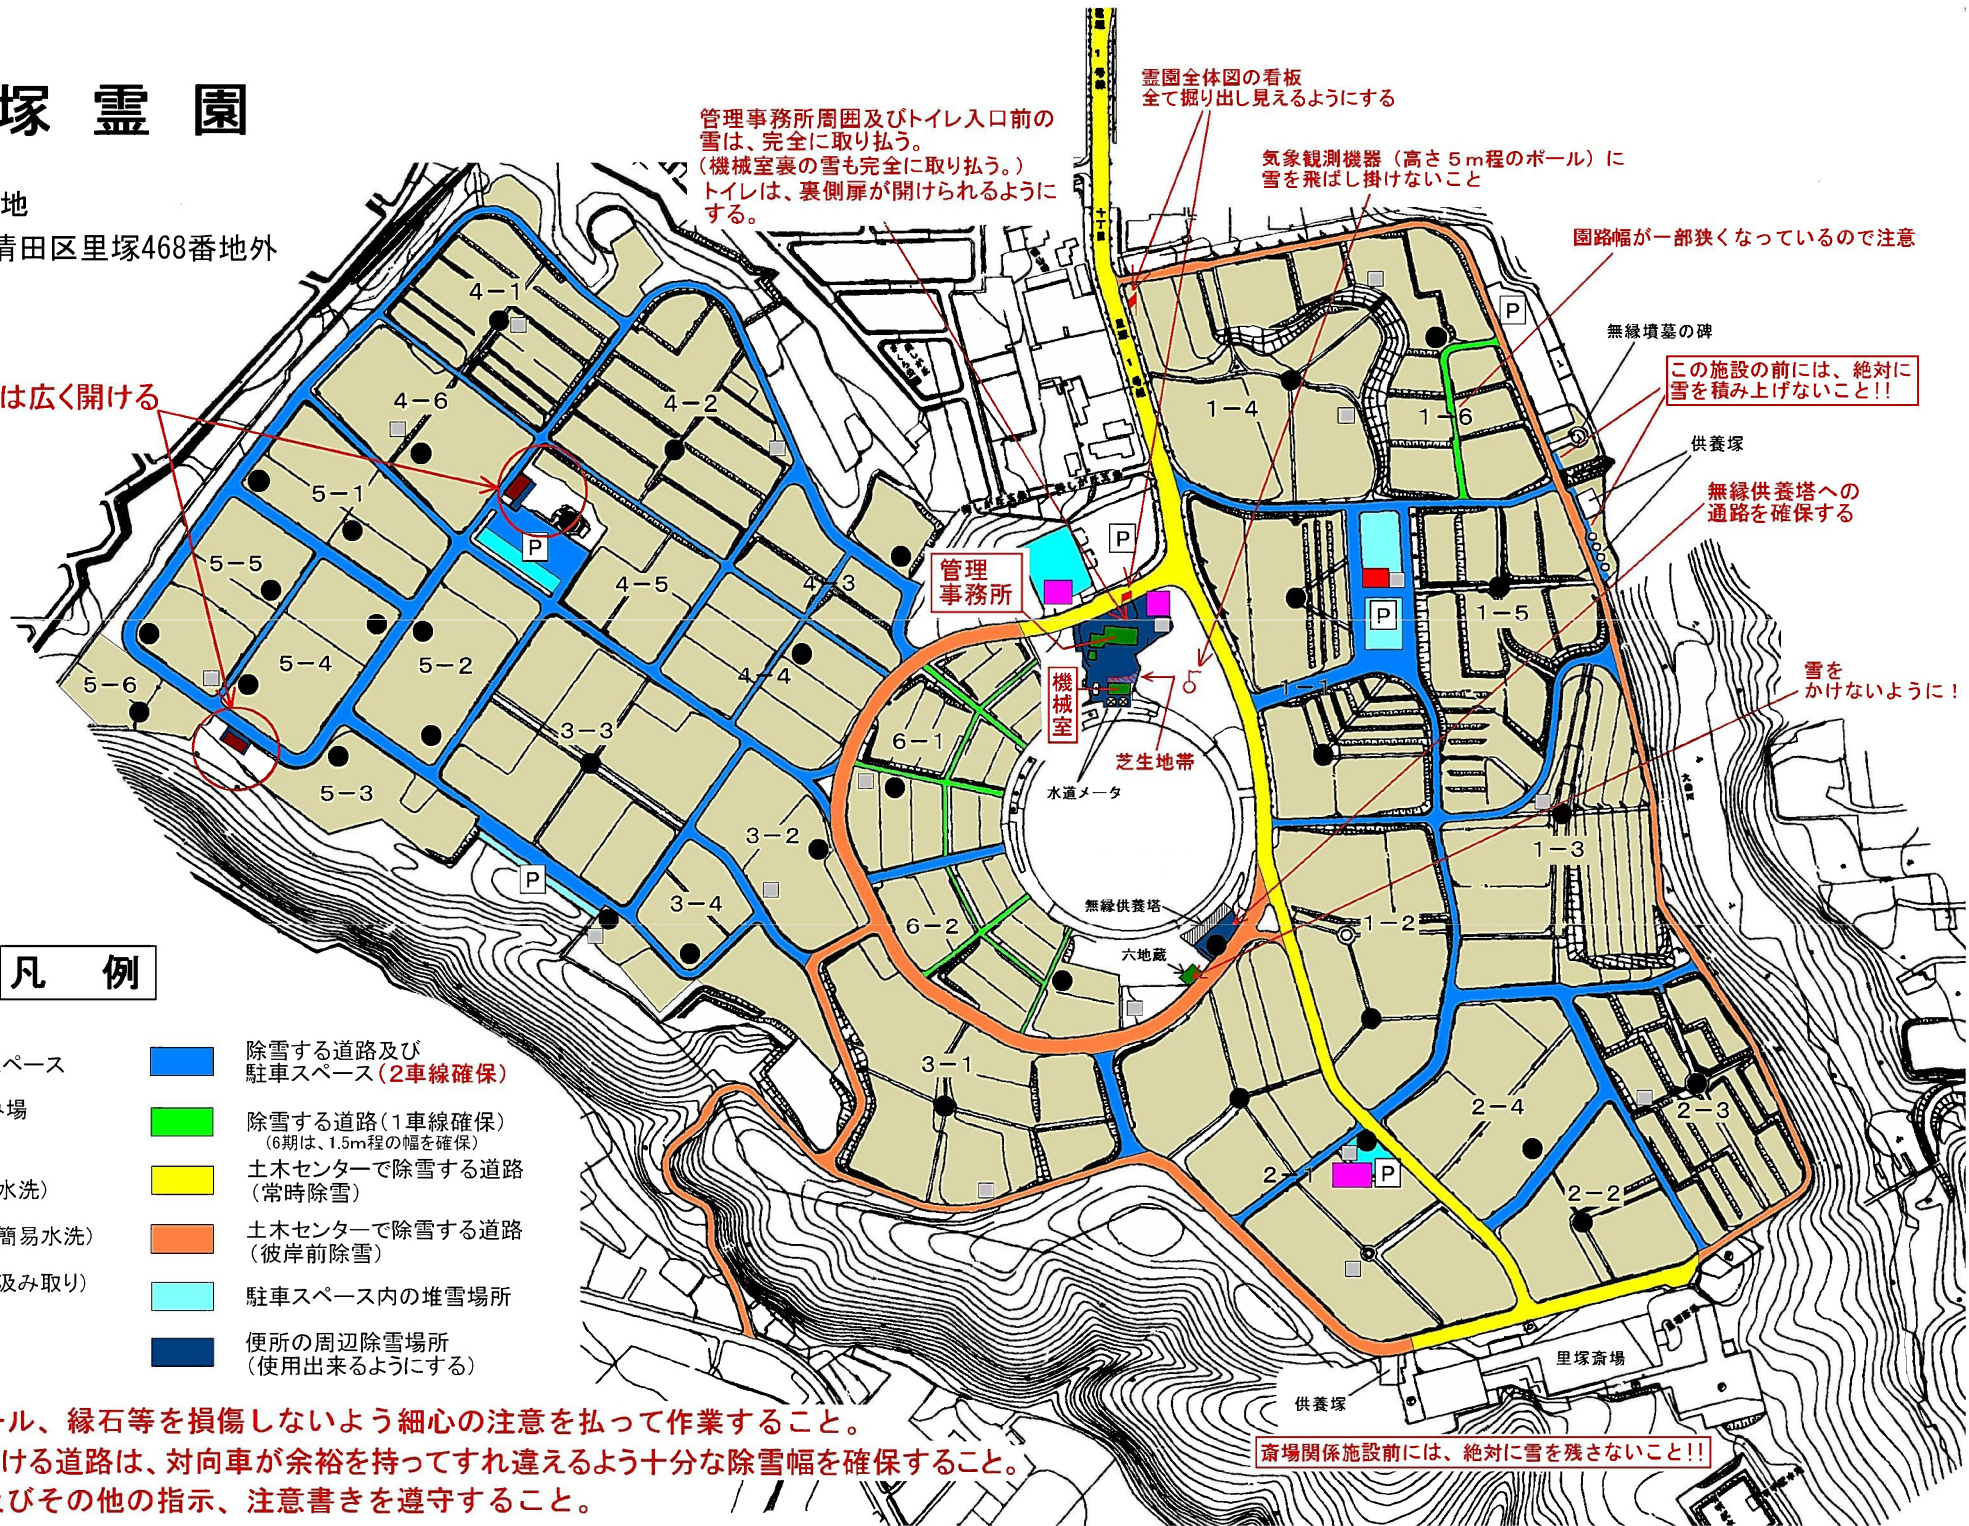 塚 霊 園
地
清田区里塚468番地外
は広く開ける
管理事務所周囲及びトイレ入口前の
雪は、完全に取り払う。
(機械室裏の雪も完全に取り払う。)
トイレは、裏側扉が開けられるように
する。
霊園全体図の看板
全て掘り出し見えるようにする
気象観測機器（高さ５ｍ程のポール）に
雪を飛ばし掛けないこと
園路幅が一部狭くなっているので注意
無縁墳墓の碑
この施設の前には、絶対に
雪を積み上げないこと!!
供養塚
無縁供養塔への
通路を確保する
雪を
かけないように！
管理
事務所
機械室
芝生地帯
水道メータ
無縁供養塔
六地蔵
4－1
4－6
4－2
5－1
5－5
4－5
4－3
5－4
5－2
4－4
5－6
3－3
5－3
3－2
3－4
6－1
6－2
3－1
1－4
1－6
1－5
1－1
1－3
1－2
2－4
2－3
2－1
2－2
P
P
P
P
P
P
里塚斎場
供養塚
斎場関係施設前には、絶対に雪を残さないこと!!
凡 例
ペース
み場
水洗)
簡易水洗)
汲み取り)
除雪する道路及び
駐車スペース(2車線確保)
除雪する道路(1車線確保)
(6期は、1.5m程の幅を確保)
土木センターで除雪する道路
(常時除雪)
土木センターで除雪する道路
(彼岸前除雪)
駐車スペース内の堆雪場所
便所の周辺除雪場所
(使用出来るようにする)
ール、縁石等を損傷しないよう細心の注意を払って作業すること。
ける道路は、対向車が余裕を持ってすれ違えるよう十分な除雪幅を確保すること。
及びその他の指示、注意書きを遵守すること。